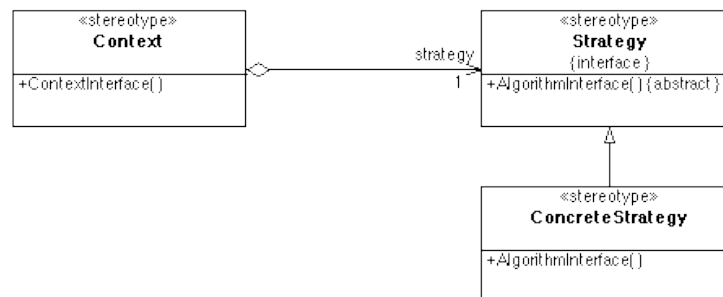 «stereotype»
Context
+ContextInterface()
strategy
1
«stereotype»
Strategy
{interface}
+AlgorithmInterface() {abstract}
«stereotype»
ConcreteStrategy
+AlgorithmInterface()